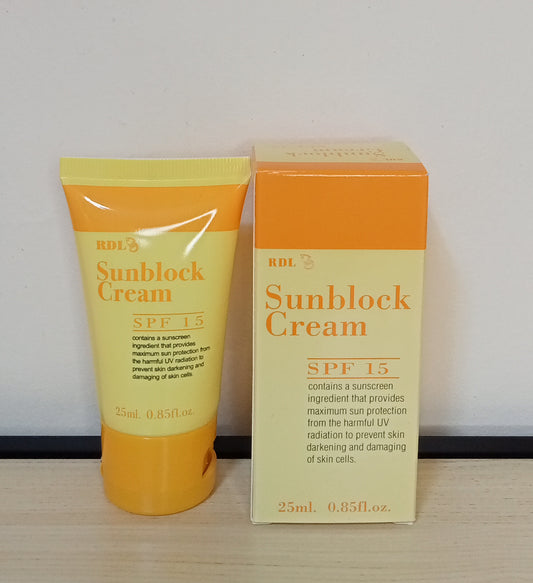 RDL
Sunblock
Cream
SPF 15
contains a sunscreen
ingredient that provides
maximum sun protection from
the harmful UV radiation to
prevent skin darkening and
damaging of skin cells.
25ml. 0.85fl.oz.
RDL
Sunblock
Cream
RDL
Sunblock
Cream
SPF 15
contains a sunscreen
ingredient that provides
maximum sun protection
from the harmful UV
radiation to prevent skin
darkening and damaging
of skin cells.
25ml. 0.85fl.oz.